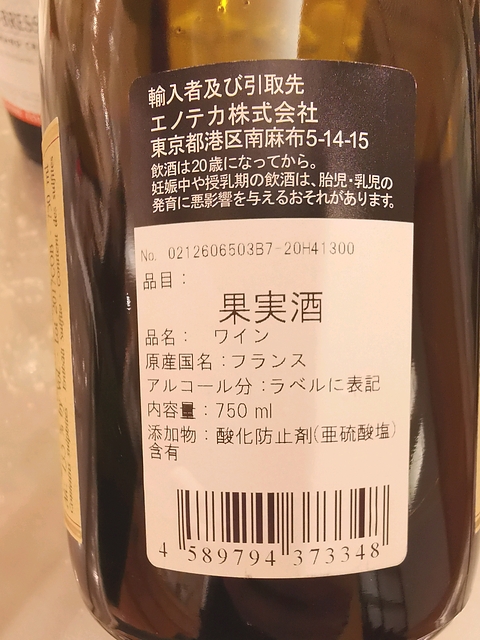 輸入者及び引取先
エノテカ株式会社
東京都港区南麻布5-14-15
飲酒は20歳になってから。
妊娠中や授乳期の飲酒は、胎児・乳児の
発育に悪影響を与えるおそれがあります。
No. 0212606503B7-20H41300
品目：
果実酒
品名： ワイン
原産国名：フランス
アルコール分：ラベルに表記
内容量：750 ml
添加物：酸化防止剤(亜硫酸塩)
含有
4 589794 373348